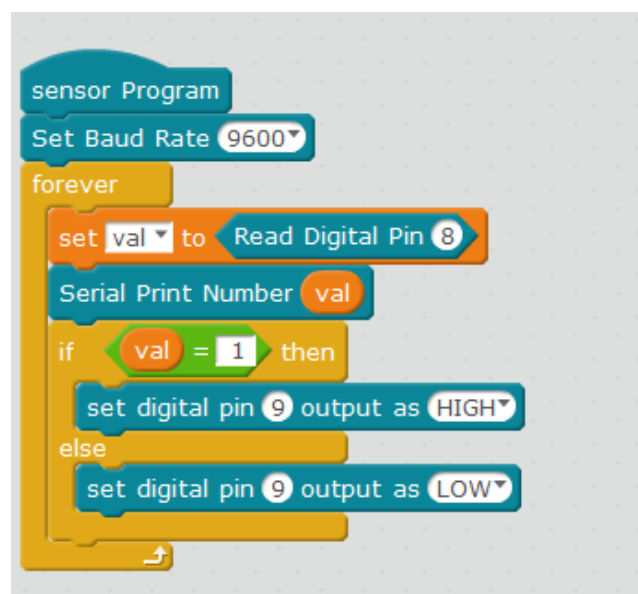 sensor Program
Set Baud Rate 9600
forever
set val to Read Digital Pin 8
Serial Print Number val
if val = 1 then
set digital pin 9 output as HIGH
else
set digital pin 9 output as LOW